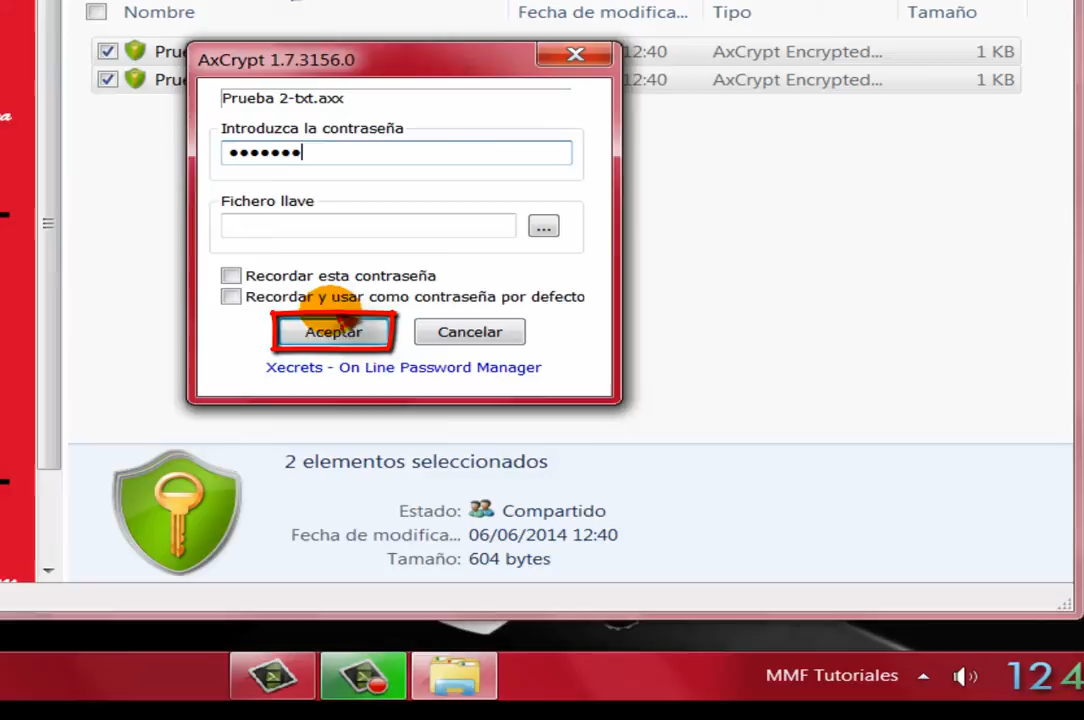 Nombre Fecha de modifica... Tipo Tamaño
12:40 AxCrypt Encrypted... 1 KB
12:40 AxCrypt Encrypted... 1 KB
AxCrypt 1.7.3156.0
Prueba 2-txt.axx
Introduzca la contraseña
Fichero llave
...
Recordar esta contraseña
Recordar y usar como contraseña por defecto
Aceptar Cancelar
Xecrets - On Line Password Manager
2 elementos seleccionados
Estado: Compartido
Fecha de modifica... 06/06/2014 12:40
Tamaño: 604 bytes
MMF Tutoriales